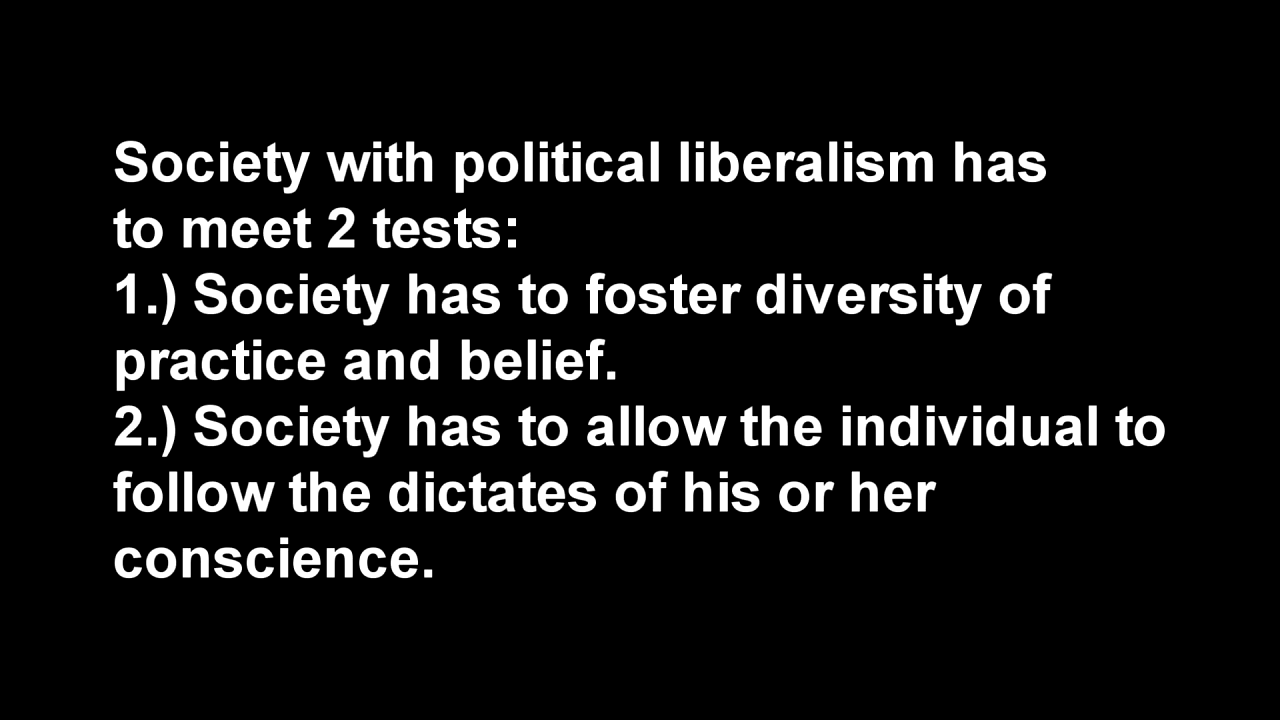 Society with political liberalism has
to meet 2 tests:
1.) Society has to foster diversity of
practice and belief.
2.) Society has to allow the individual to
follow the dictates of his or her
conscience.